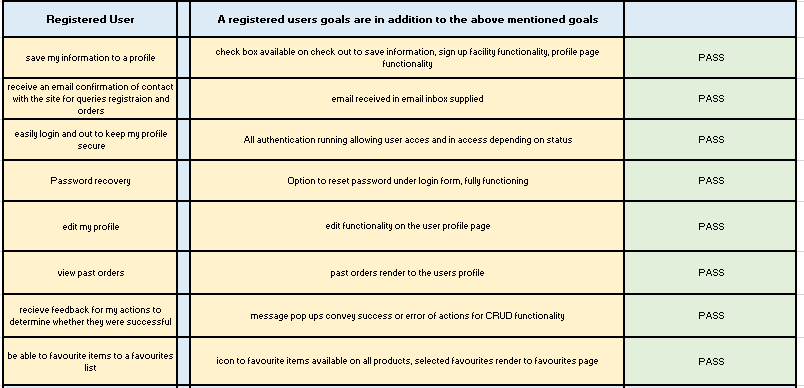 Registered User
A registered users goals are in addition to the above mentioned goals
save my information to a profile
check box available on check out to save information, sign up facility functionality, profile page
functionality
PASS
receive an email confirmation of contact
with the site for queries registraion and
orders
email received in email inbox supplied
PASS
easily login and out to keep my profile
secure
All authentication running allowing user acces and in access depending on status
PASS
Password recovery
Option to reset password under login form, fully functioning
PASS
edit my profile
edit functionality on the user profile page
PASS
view past orders
past orders render to the users profile
PASS
recieve feedback for my actions to
determine whether they were successful
message pop ups convey success or error of actions for CRUD functionality
PASS
be able to favourite items to a favourites
list
icon to favourite items available on all products, selected favourites render to favourites page
PASS